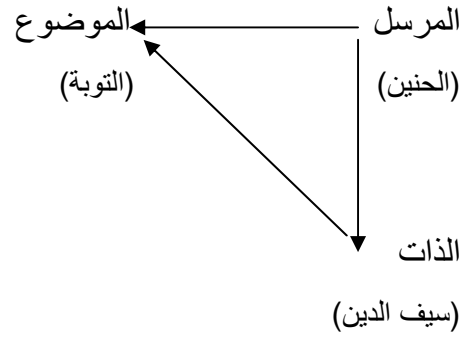 المرسل الموضوع
(الحنين) (التوبة)
الذات
(سيف الدين)